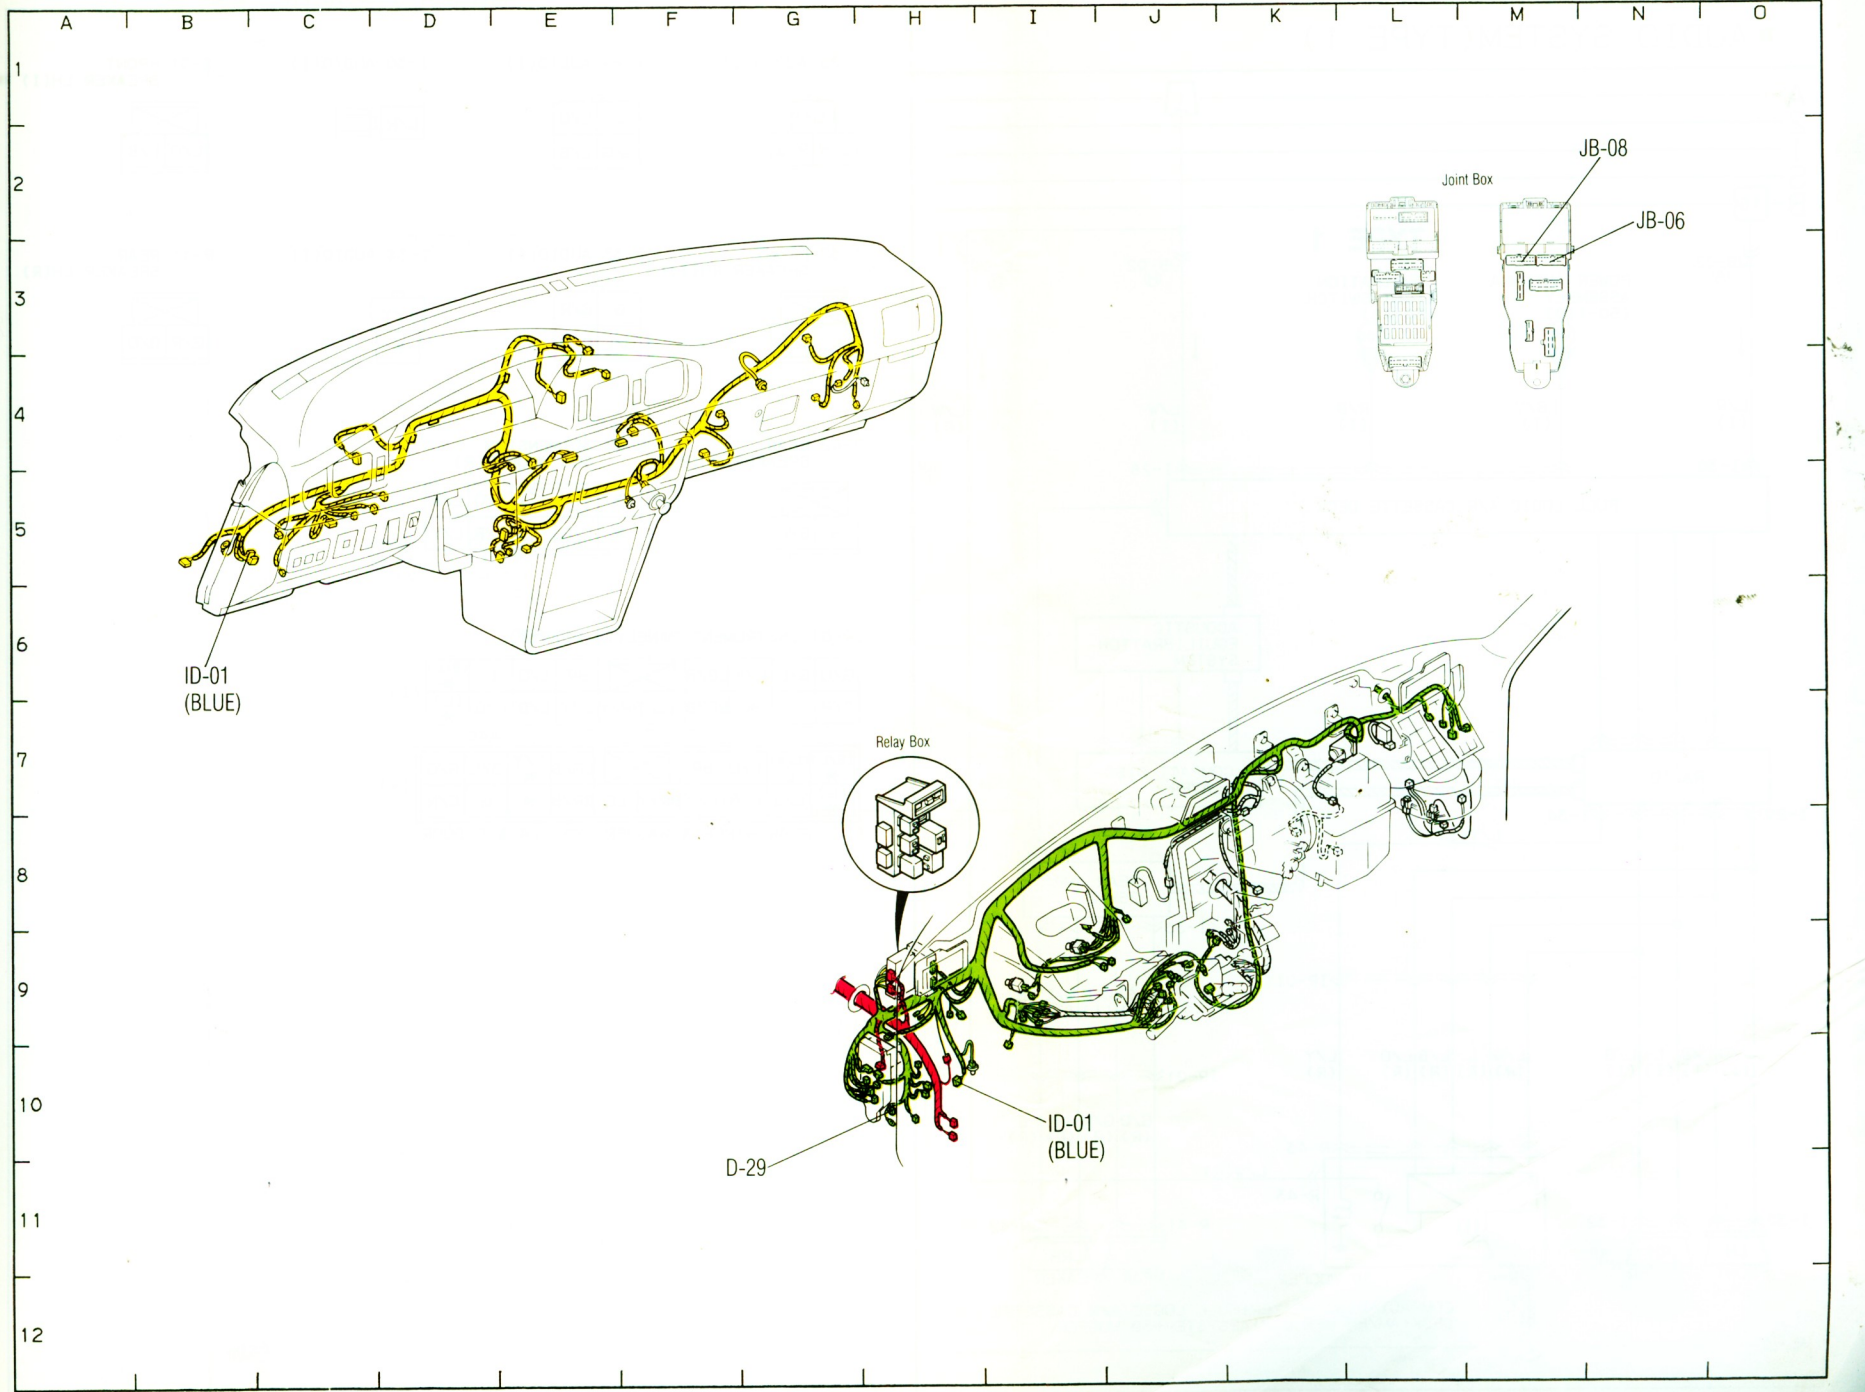 A B C D E F G H I J K L M N O
1
2
3
4
5
6
7
8
9
10
11
12
JB-08
Joint Box
JB-06
ID-01
(BLUE)
Relay Box
ID-01
(BLUE)
D-29